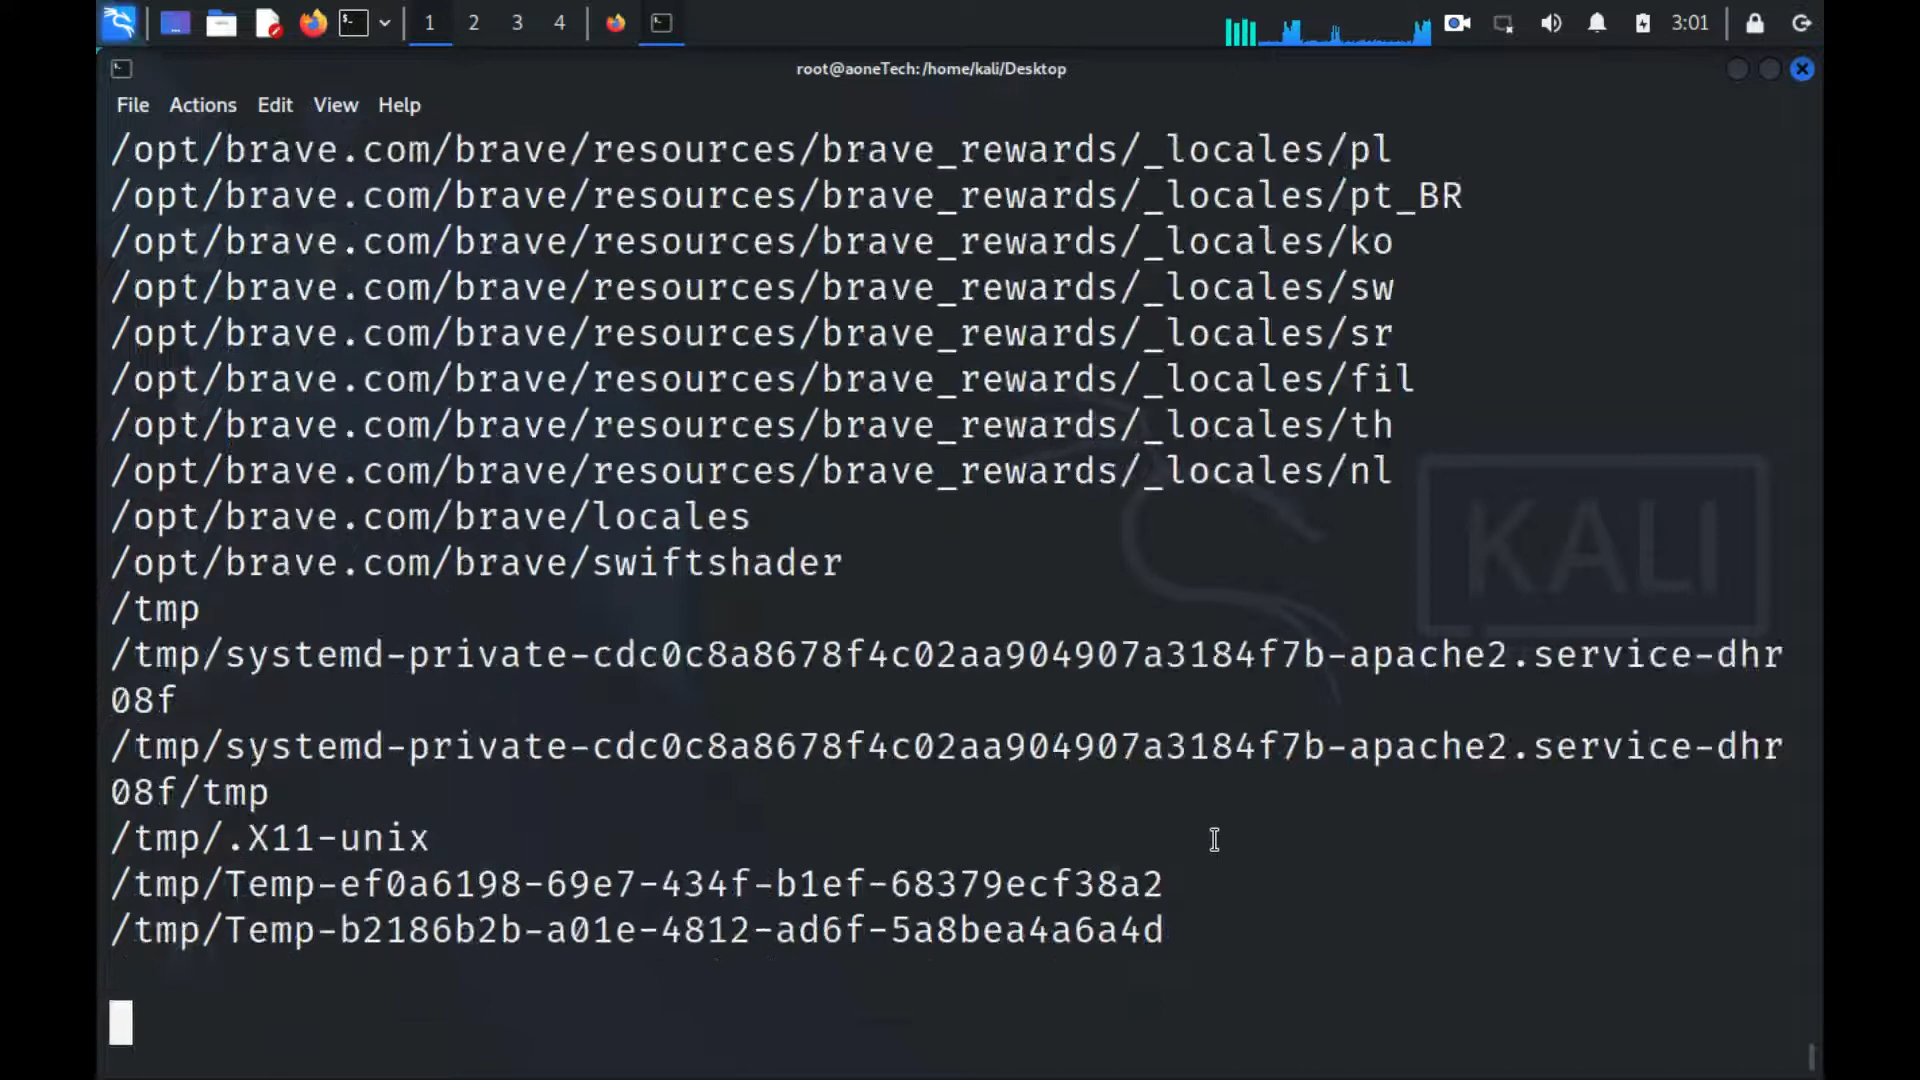 1 2 3 4 3:01
root@aoneTech:/home/kali/Desktop
File Actions Edit View Help
/opt/brave.com/brave/resources/brave_rewards/_locales/pl
/opt/brave.com/brave/resources/brave_rewards/_locales/pt_BR
/opt/brave.com/brave/resources/brave_rewards/_locales/ko
/opt/brave.com/brave/resources/brave_rewards/_locales/sw
/opt/brave.com/brave/resources/brave_rewards/_locales/sr
/opt/brave.com/brave/resources/brave_rewards/_locales/fil
/opt/brave.com/brave/resources/brave_rewards/_locales/th
/opt/brave.com/brave/resources/brave_rewards/_locales/nl
/opt/brave.com/brave/locales
/opt/brave.com/brave/swiftshader
/tmp
/tmp/systemd-private-cdc0c8a8678f4c02aa904907a3184f7b-apache2.service-dhr
08f
/tmp/systemd-private-cdc0c8a8678f4c02aa904907a3184f7b-apache2.service-dhr
08f/tmp
/tmp/.X11-unix
/tmp/Temp-ef0a6198-69e7-434f-b1ef-68379ecf38a2
/tmp/Temp-b2186b2b-a01e-4812-ad6f-5a8bea4a6a4d
KALI